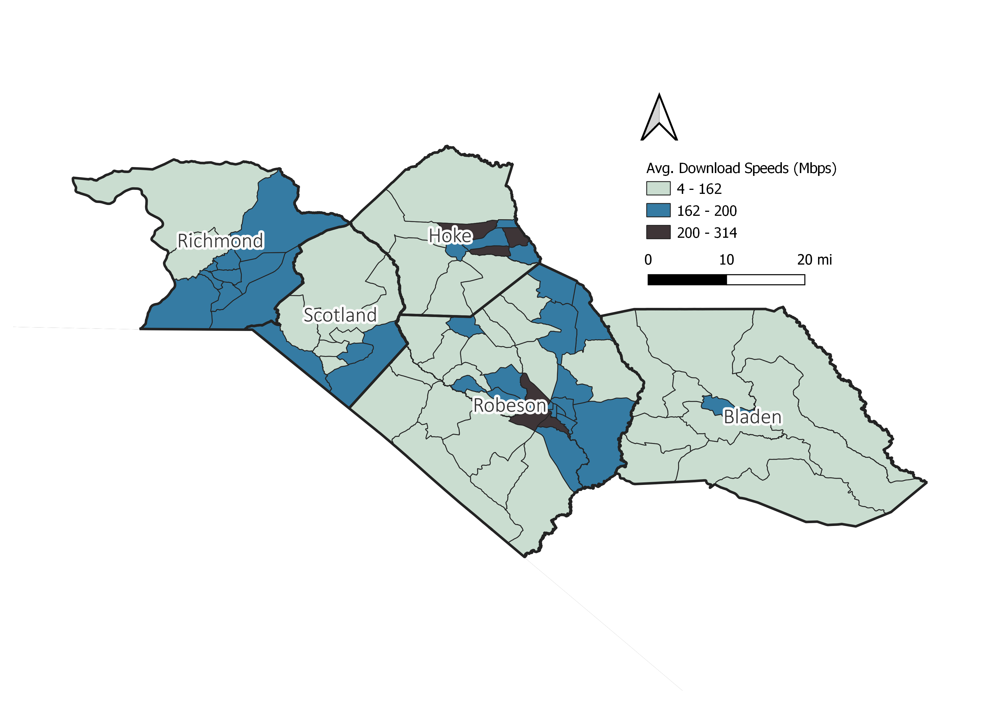 Avg. Download Speeds (Mbps)
4 - 162
162 - 200
200 - 314
0 10 20 mi
Richmond
Hoke
Scotland
Robeson
Bladen